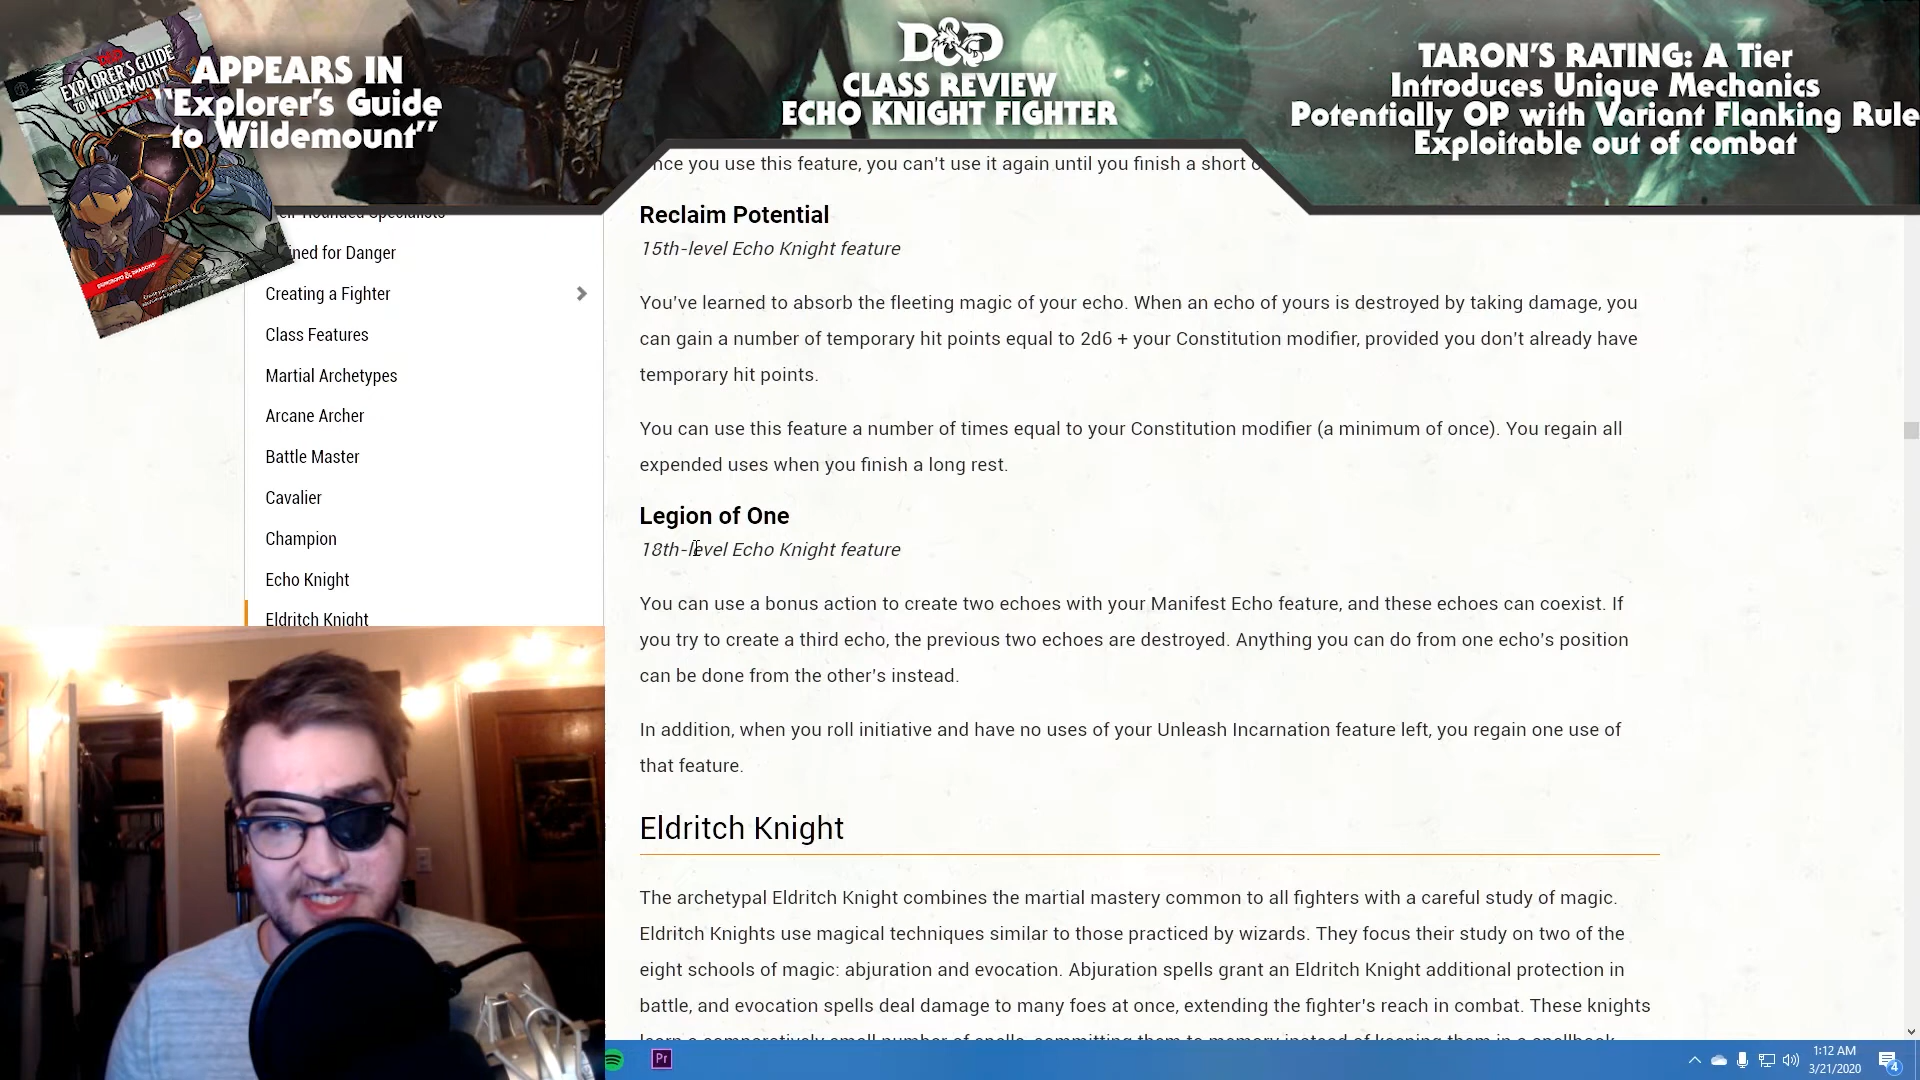 APPEARS IN
"Explorer's Guide
to Wildemount"
EXPLORER'S GUIDE
TO WILDEMOUNT
DUNGEONS & DRAGONS
D&D
CLASS REVIEW
ECHO KNIGHT FIGHTER
TARON'S RATING: A Tier
Introduces Unique Mechanics
Potentially OP with Variant Flanking Rule
Exploitable out of combat
for Danger
Creating a Fighter
Class Features
Martial Archetypes
Arcane Archer
Battle Master
Cavalier
Champion
Echo Knight
Eldritch Knight
you use this feature, you can't use it again until you finish a short
Reclaim Potential
15th-level Echo Knight feature
You've learned to absorb the fleeting magic of your echo. When an echo of yours is destroyed by taking damage, you
can gain a number of temporary hit points equal to 2d6 + your Constitution modifier, provided you don't already have
temporary hit points.
You can use this feature a number of times equal to your Constitution modifier (a minimum of once). You regain all
expended uses when you finish a long rest.
Legion of One
18th-level Echo Knight feature
You can use a bonus action to create two echoes with your Manifest Echo feature, and these echoes can coexist. If
you try to create a third echo, the previous two echoes are destroyed. Anything you can do from one echo's position
can be done from the other's instead.
In addition, when you roll initiative and have no uses of your Unleash Incarnation feature left, you regain one use of
that feature.
Eldritch Knight
The archetypal Eldritch Knight combines the martial mastery common to all fighters with a careful study of magic.
Eldritch Knights use magical techniques similar to those practiced by wizards. They focus their study on two of the
eight schools of magic: abjuration and evocation. Abjuration spells grant an Eldritch Knight additional protection in
battle, and evocation spells deal damage to many foes at once, extending the fighter's reach in combat. These knights
learn a comparatively small number of spells, committing them to memory instead of keeping them in a spellbook.
Pr
1:12 AM
3/21/2020
4